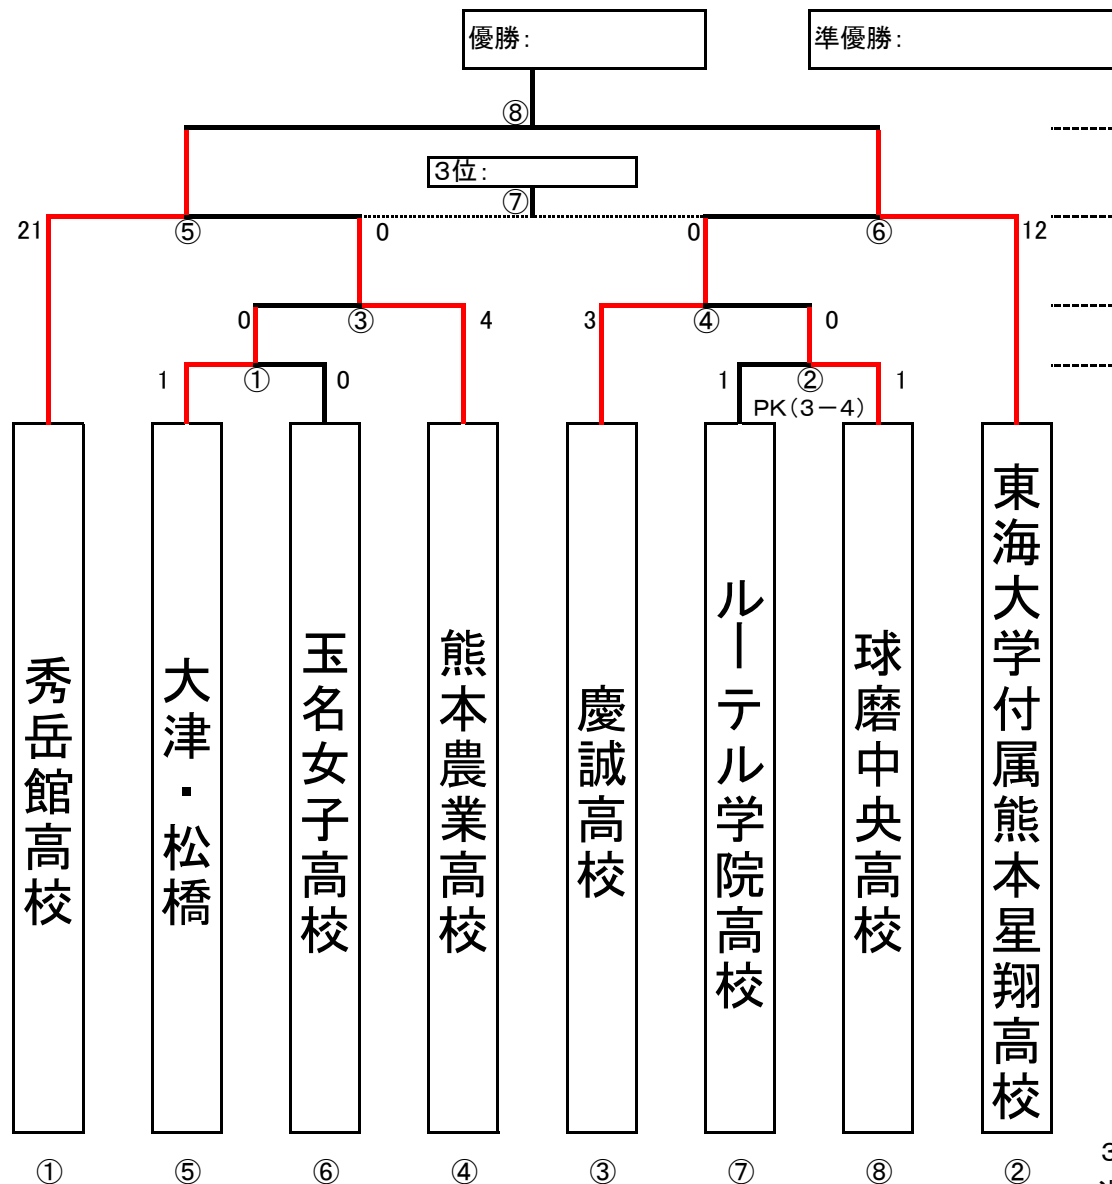 優勝：
準優勝：
⑧
3位：
⑦
21
⑤
0
0
⑥
12
0
③
4
3
④
0
1
①
0
1
②
1
PK(3－4)
秀岳館高校
大津・松橋
玉名女子高校
熊本農業高校
慶誠高校
ルーテル学院高校
球磨中央高校
東海大学付属熊本星翔高校
①
⑤
⑥
④
③
⑦
⑧
②
3